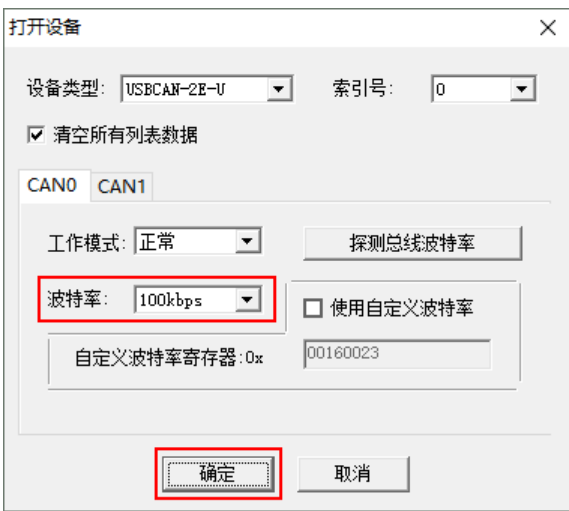 打开设备
设备类型: USBCAN-2E-U 索引号: 0
清空所有列表数据
CAN0 CAN1
工作模式: 正常 探测总线波特率
波特率: 100kbps 使用自定义波特率
自定义波特率寄存器:0x 00160023
确定 取消